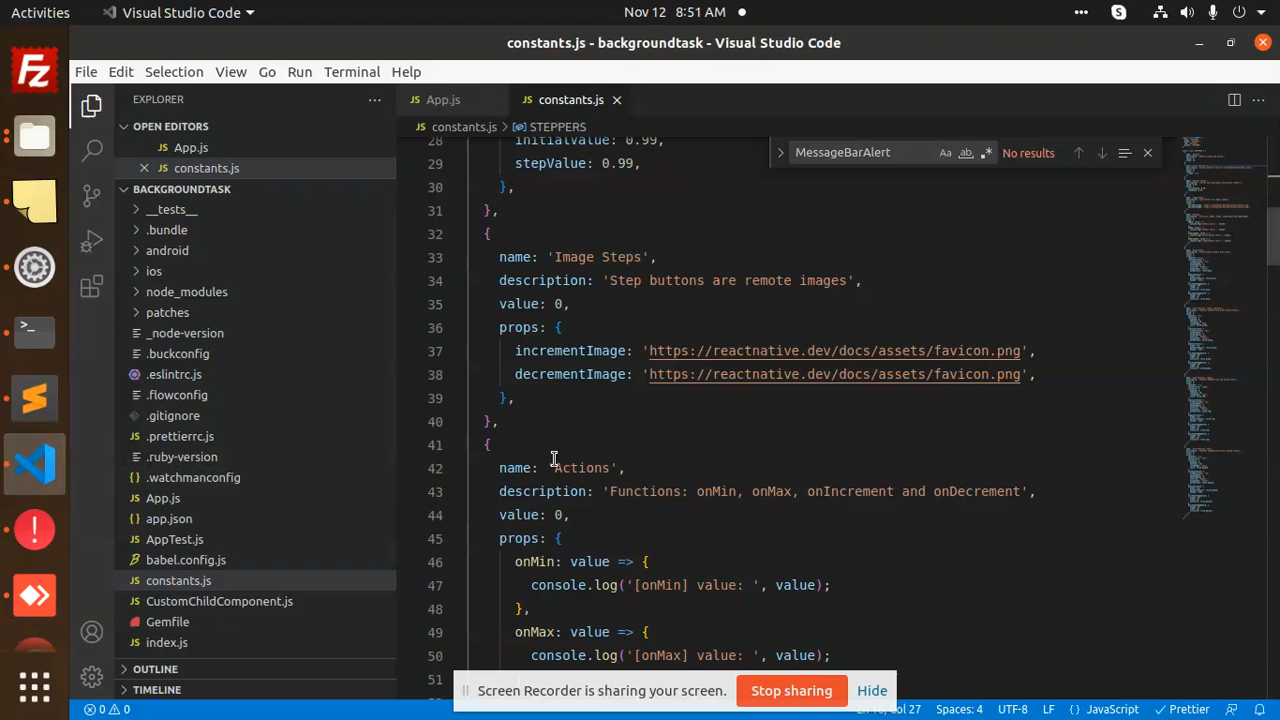 Activities
Visual Studio Code
Nov 12 8:51 AM
constants.js - backgroundtask - Visual Studio Code
File Edit Selection View Go Run Terminal Help
EXPLORER
OPEN EDITORS
App.js
constants.js
BACKGROUNDTASK
__tests__
.bundle
android
ios
node_modules
patches
_node-version
.buckconfig
.eslintrc.js
.flowconfig
.gitignore
.prettierrc.js
.ruby-version
.watchmanconfig
App.js
app.json
AppTest.js
babel.config.js
constants.js
CustomChildComponent.js
Gemfile
index.js
OUTLINE
TIMELINE
App.js
constants.js
constants.js > STEPPERS
MessageBarAlert
No results
28 initialValue: 0.99,
29 stepValue: 0.99,
30 },
31 },
32 {
33 name: 'Image Steps',
34 description: 'Step buttons are remote images',
35 value: 0,
36 props: {
37 incrementImage: 'https://reactnative.dev/docs/assets/favicon.png',
38 decrementImage: 'https://reactnative.dev/docs/assets/favicon.png',
39 },
40 },
41 {
42 name: 'Actions',
43 description: 'Functions: onMin, onMax, onIncrement and onDecrement',
44 value: 0,
45 props: {
46 onMin: value => {
47 console.log('[onMin] value: ', value);
48 },
49 onMax: value => {
50 console.log('[onMax] value: ', value);
51
Screen Recorder is sharing your screen.
Stop sharing
Hide
0 0
Col 27
Spaces: 4
UTF-8
LF
{ } JavaScript
Prettier